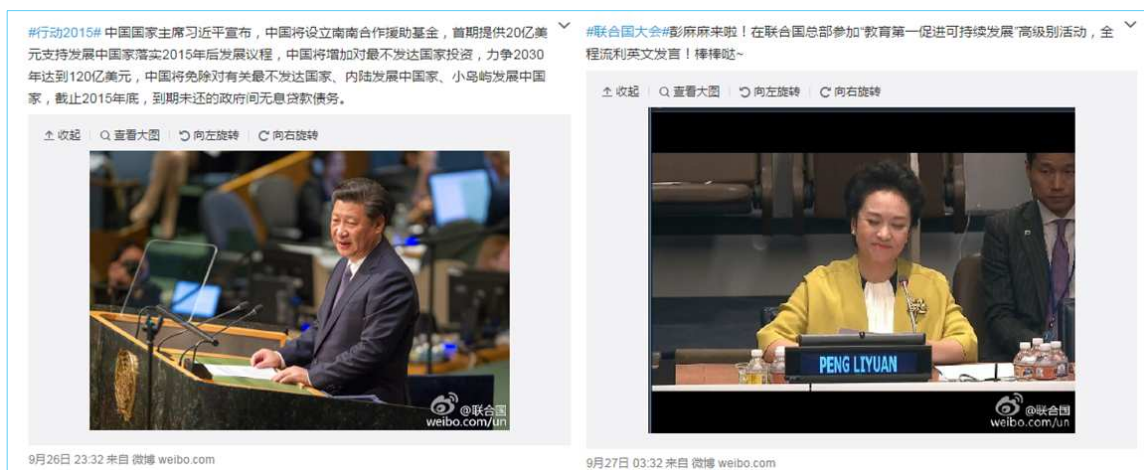 #行动2015# 中国国家主席习近平宣布，中国将设立南南合作援助基金，首期提供20亿美
元支持发展中国家落实2015年后发展议程，中国将增加对最不发达国家投资，力争2030
年达到120亿美元，中国将免除对有关最不发达国家、内陆发展中国家、小岛屿发展中国
家，截止2015年底，到期未还的政府间无息贷款债务。
收起 查看大图 向左旋转 向右旋转
@联合国
weibo.com/un
9月26日 23:32 来自 微博 weibo.com
#联合国大会#彭麻麻来啦！在联合国总部参加“教育第一促进可持续发展”高级别活动，全
程流利英文发言！棒棒哒~
收起 查看大图 向左旋转 向右旋转
PENG LIYUAN
@联合国
weibo.com/un
9月27日 03:32 来自 微博 weibo.com